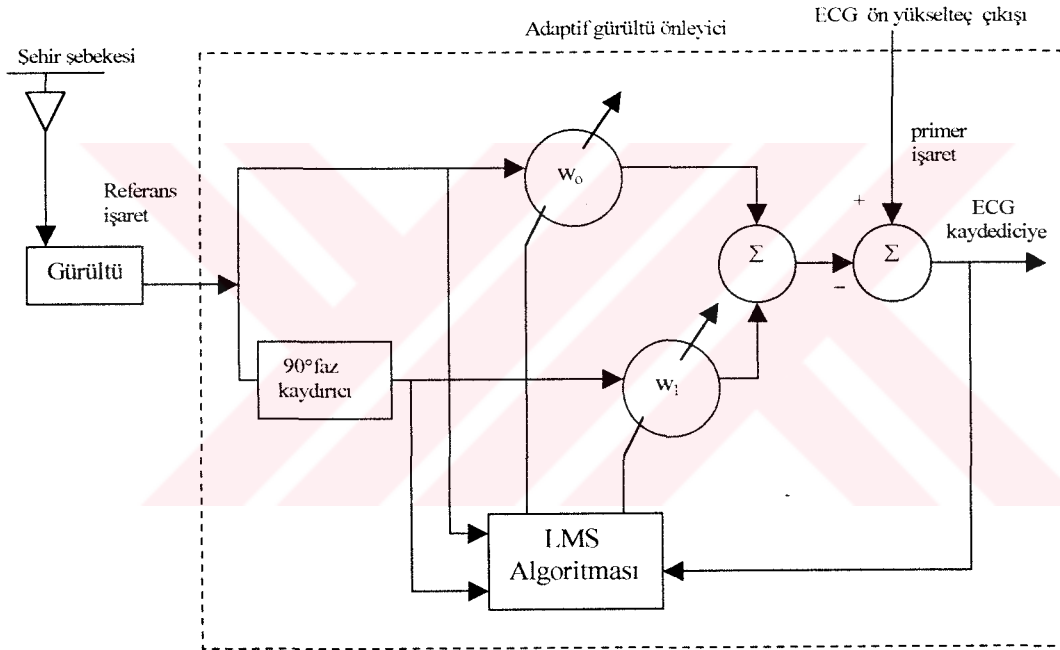 ECG ön yükselteç çıkışı
Adaptif gürültü önleyici
Şehir şebekesi
primer
işaret
Referans
işaret
w₀
+
ECG
kaydediciye
Gürültü
Σ
Σ
−
90°faz
kaydırıcı
w₁
LMS
Algoritması